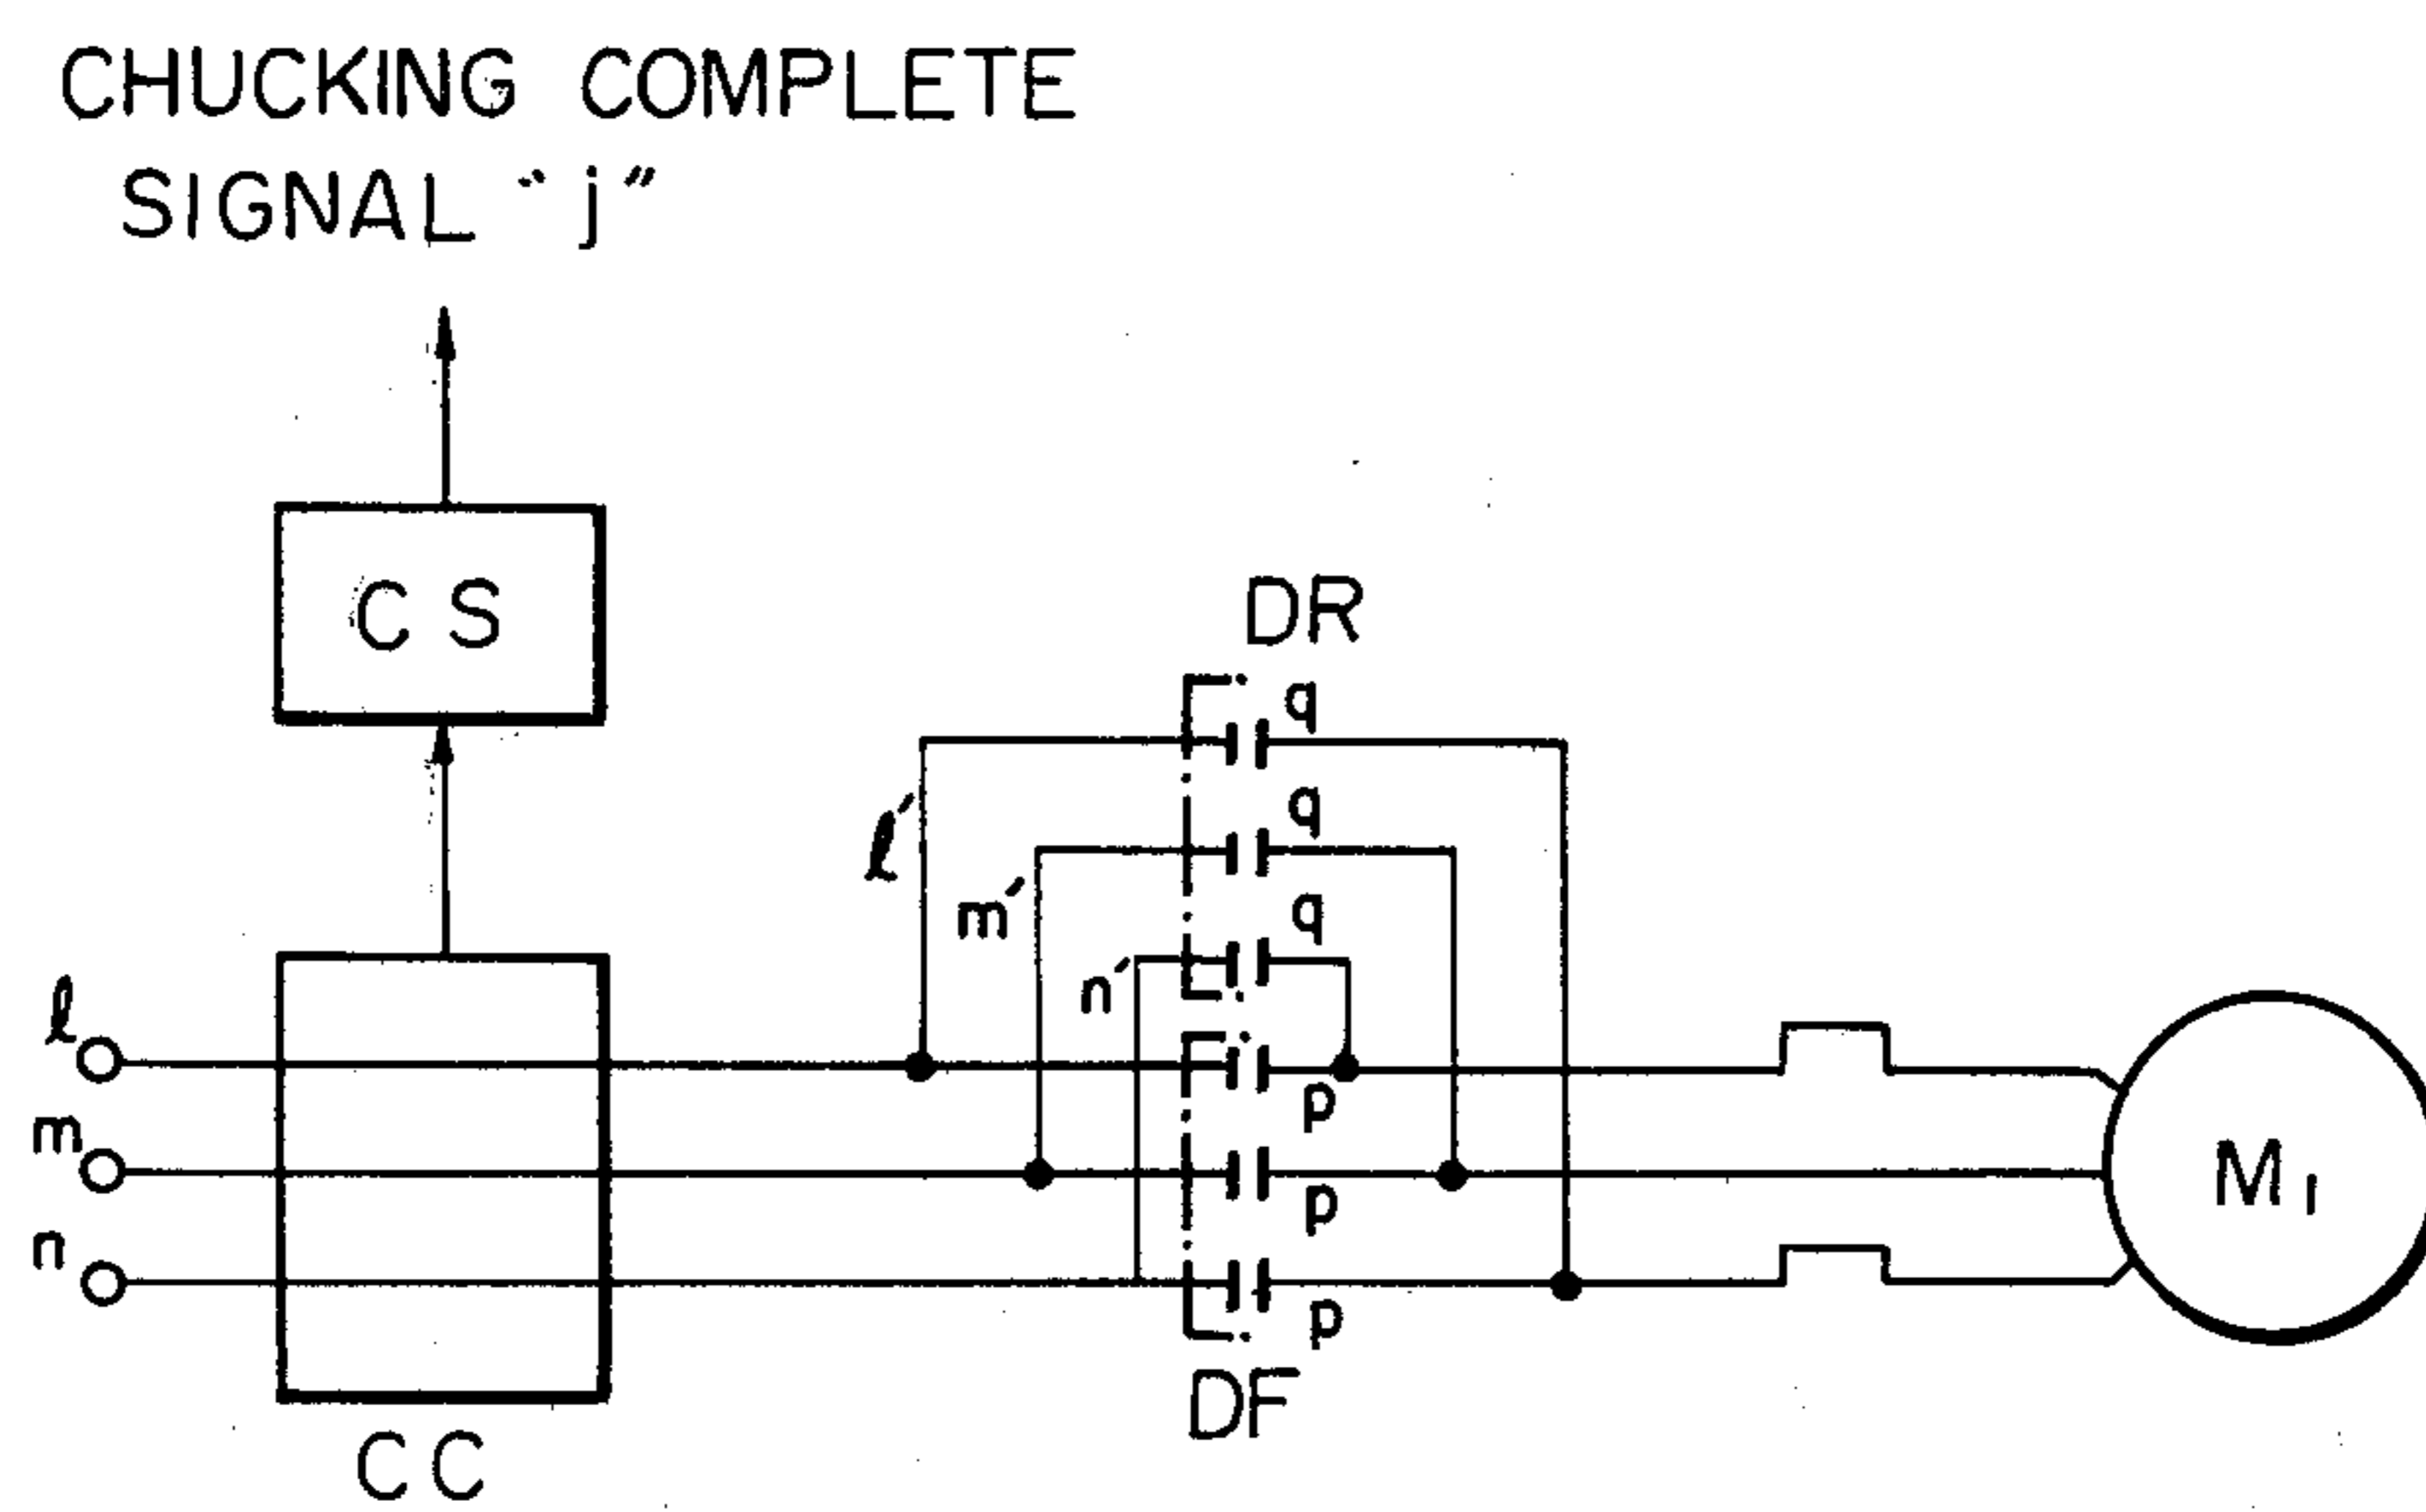 CHUCKING COMPLETE
SIGNAL "j"
CS
DR
q
q
q
ℓ'
m'
n'
ℓ
m
n
p
p
p
M1
DF
CC